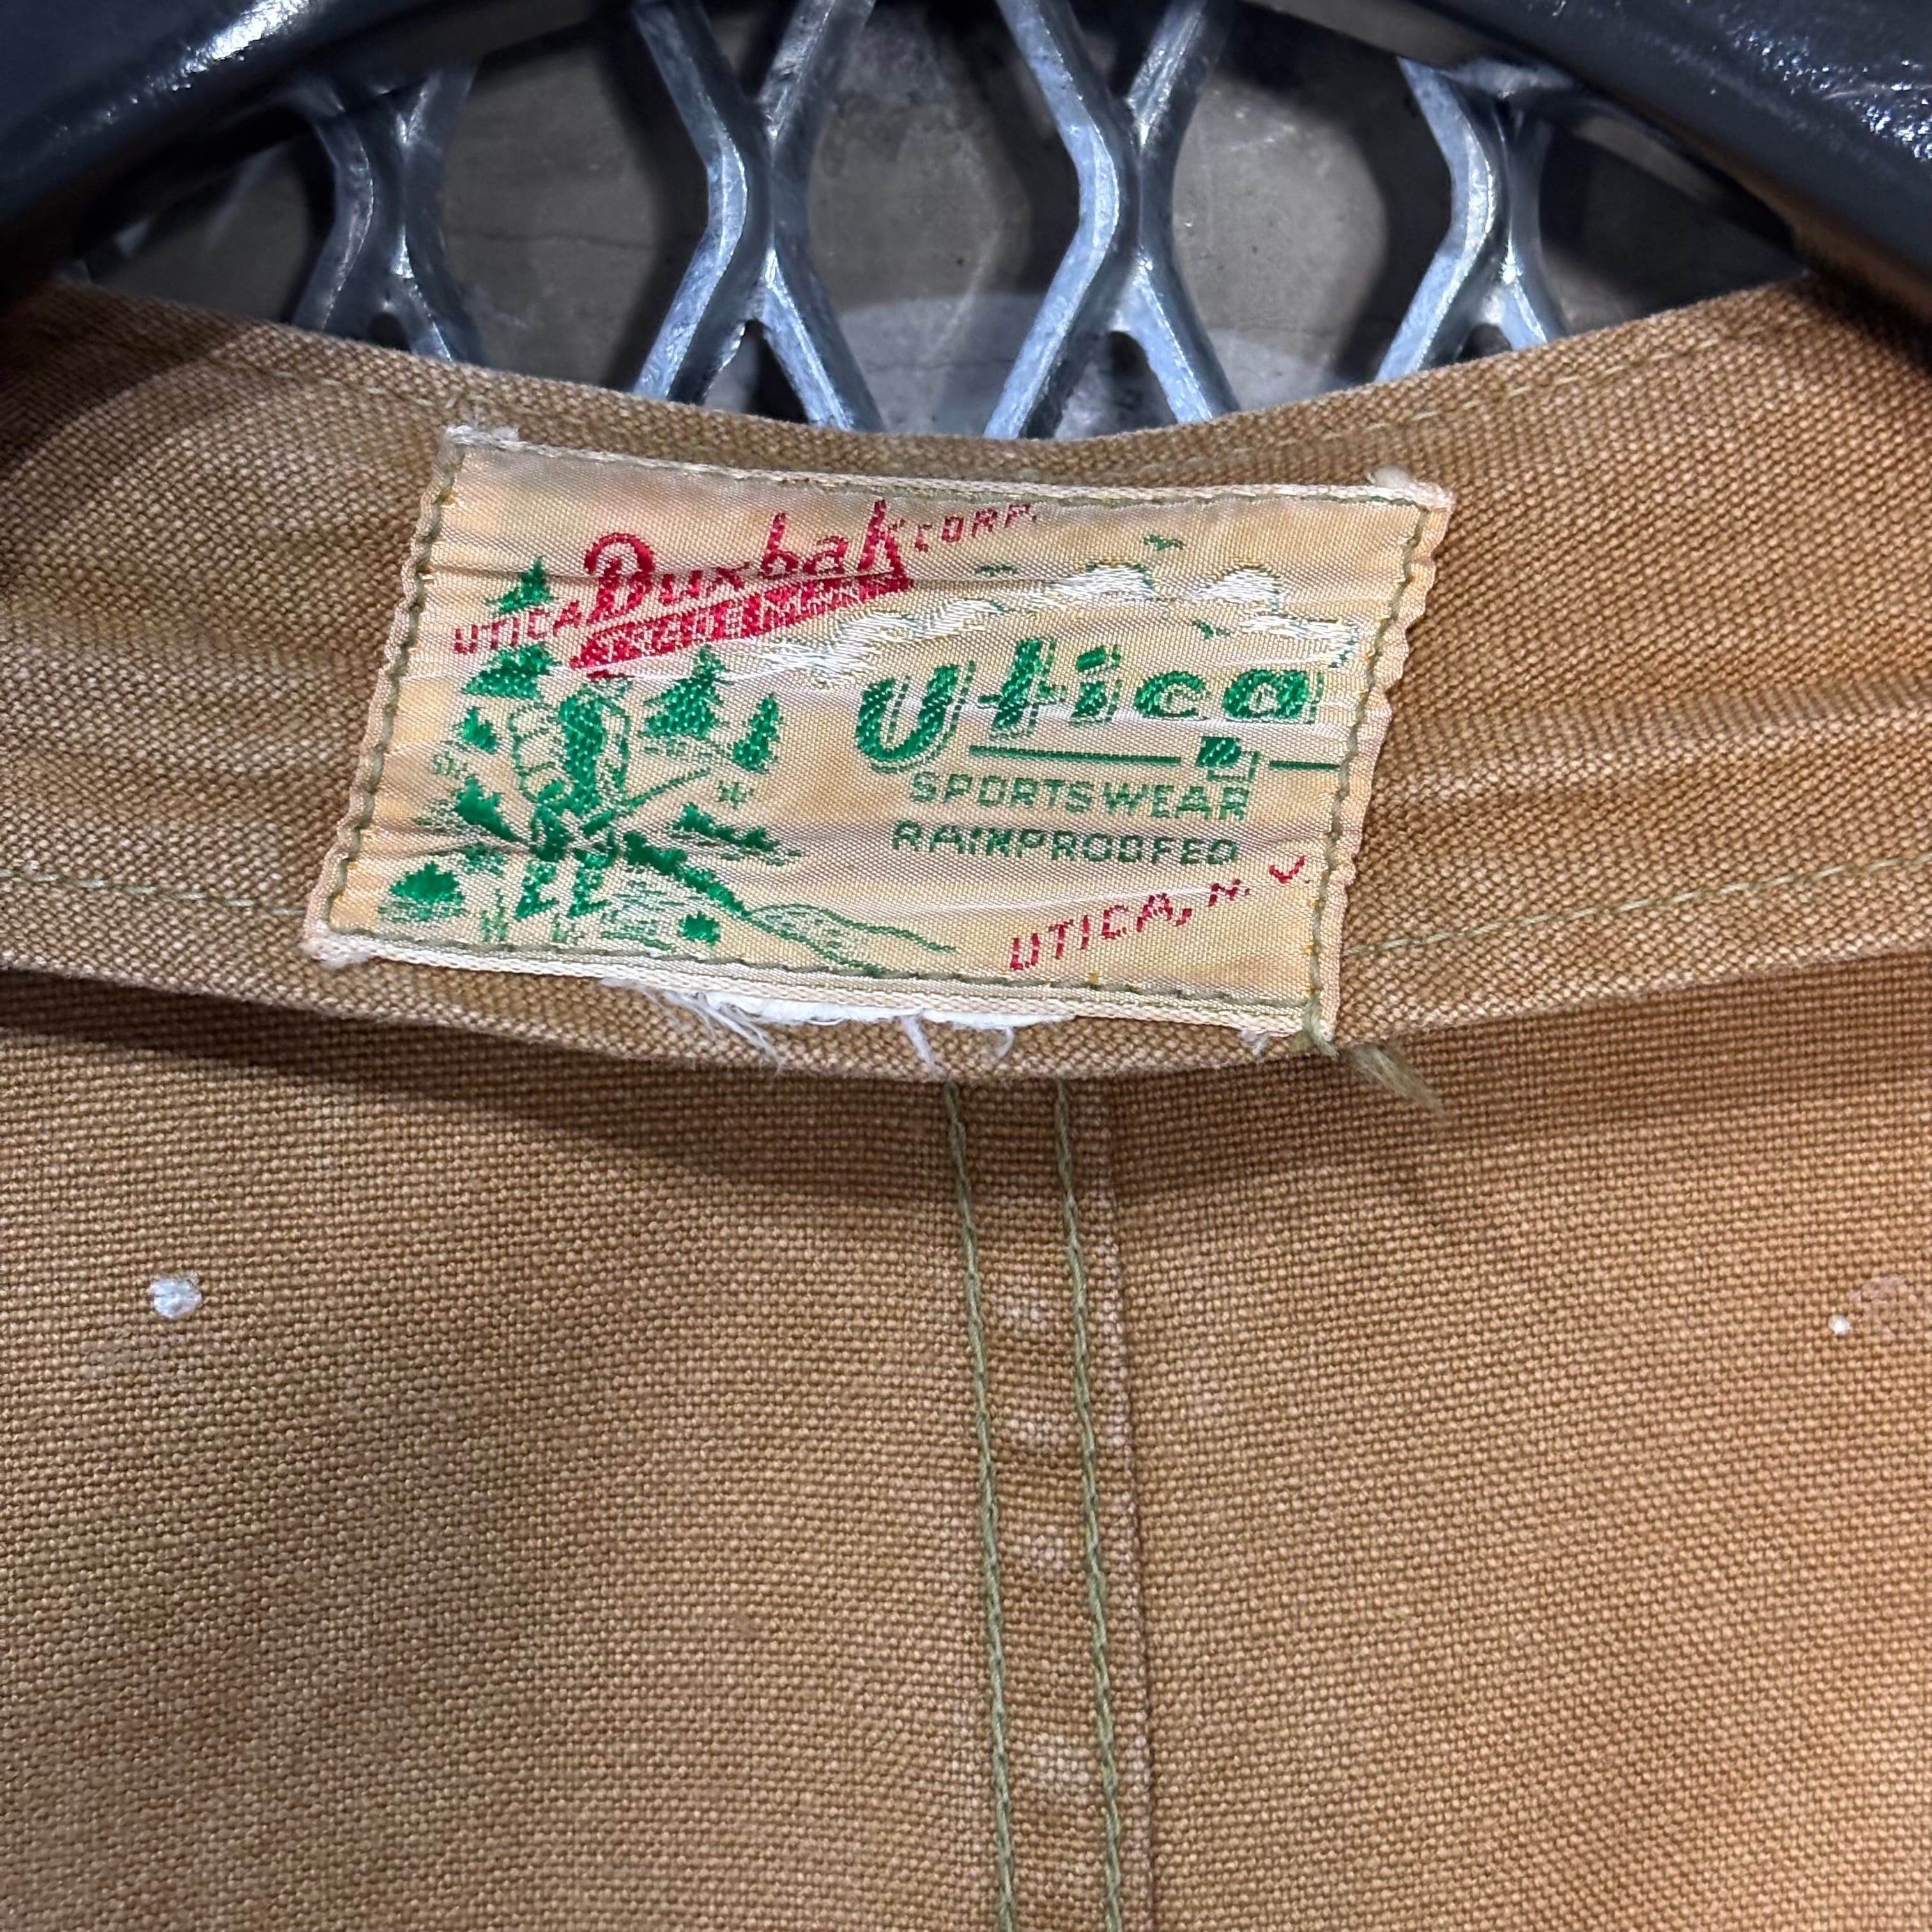 UTICA Duxbak CORP.
Utica
SPORTSWEAR
RAINPROOFED
UTICA, N. Y.